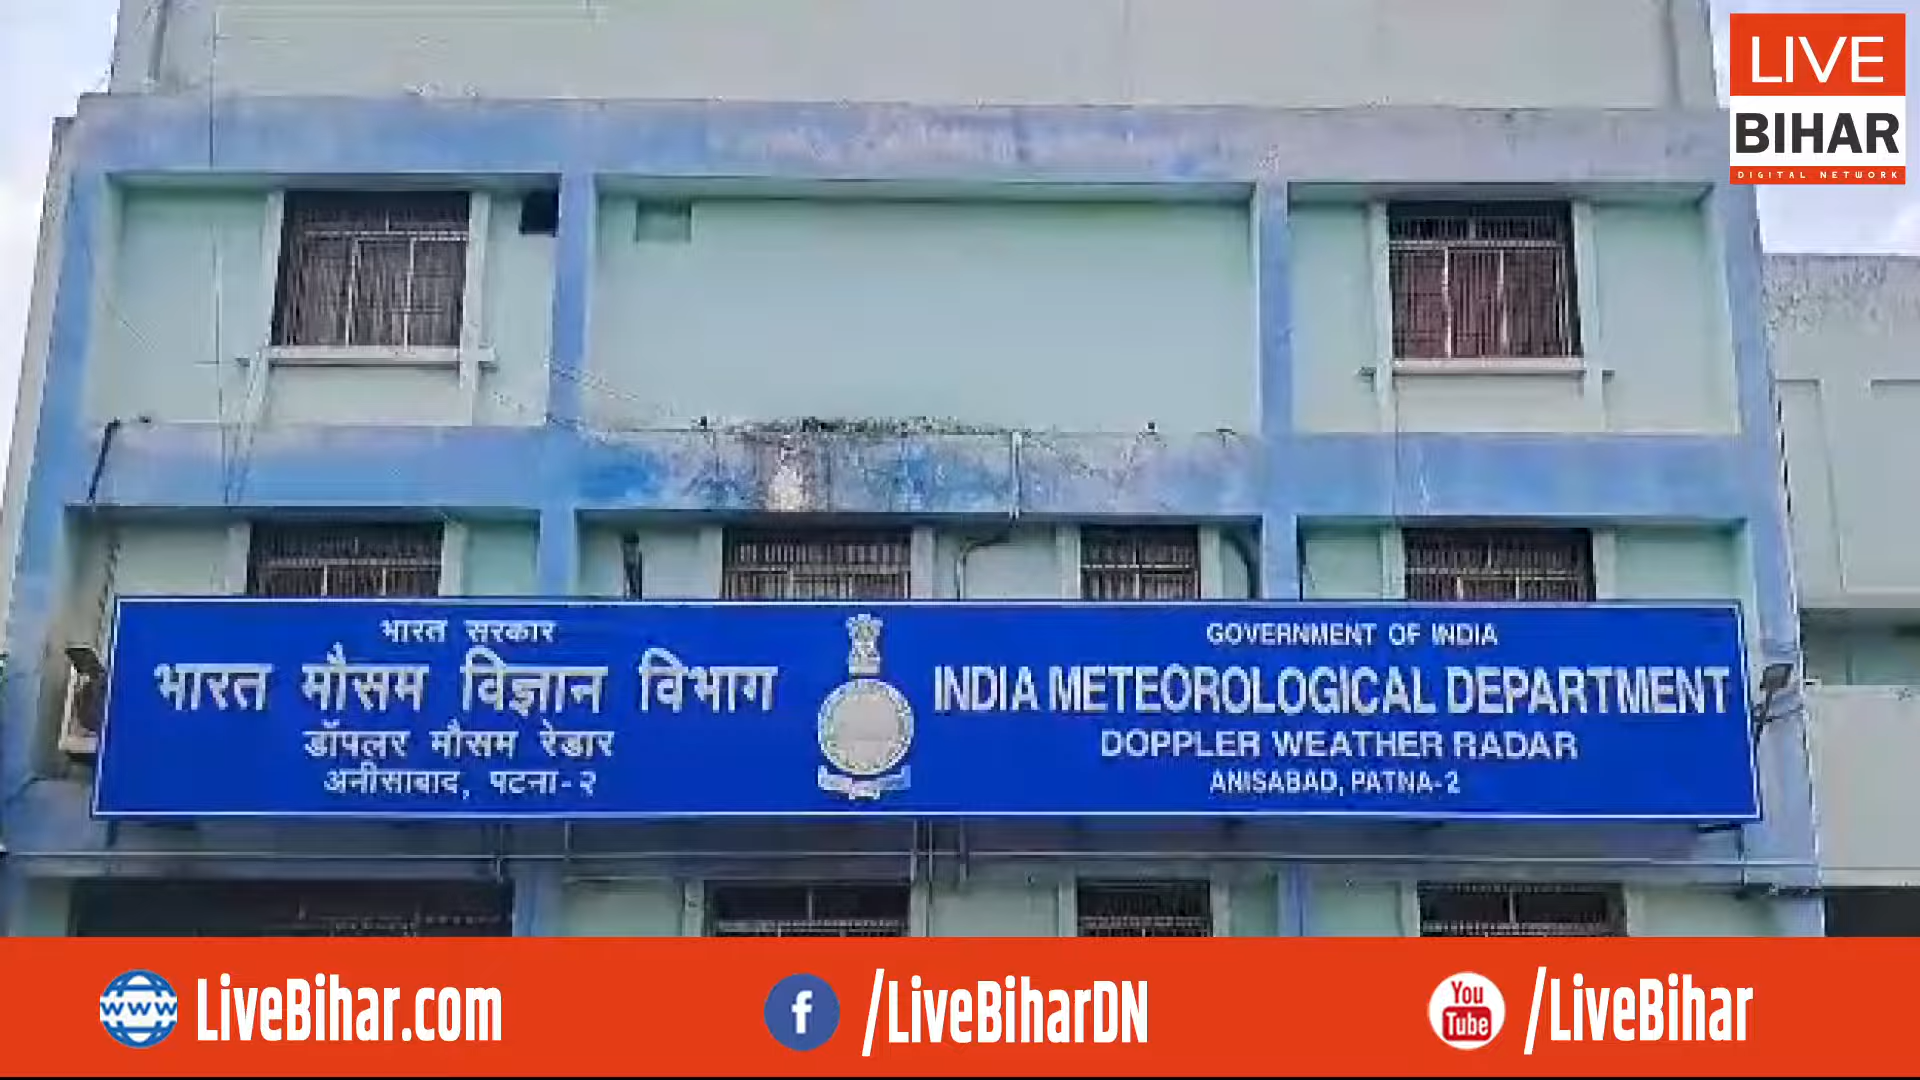 LIVE
BIHAR
DIGITAL NETWORK
भारत सरकार
भारत मौसम विज्ञान विभाग
डॉपलर मौसम रेडार
अनीसाबाद, पटना-२
GOVERNMENT OF INDIA
INDIA METEOROLOGICAL DEPARTMENT
DOPPLER WEATHER RADAR
ANISABAD, PATNA-2
www LiveBihar.com
f /LiveBiharDN
You
Tube /LiveBihar